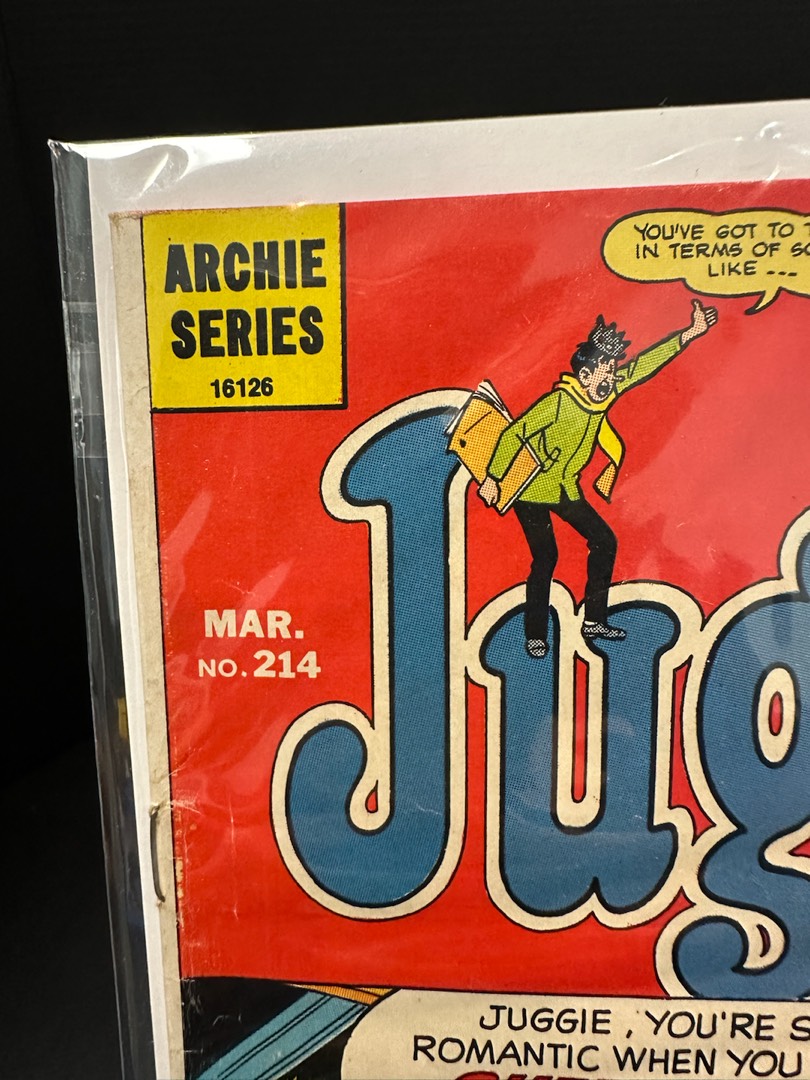 ARCHIE
SERIES
16126
YOU'VE GOT TO
IN TERMS OF
LIKE ---
MAR.
NO. 214
Jug
JUGGIE, YOU'RE
ROMANTIC WHEN YOU